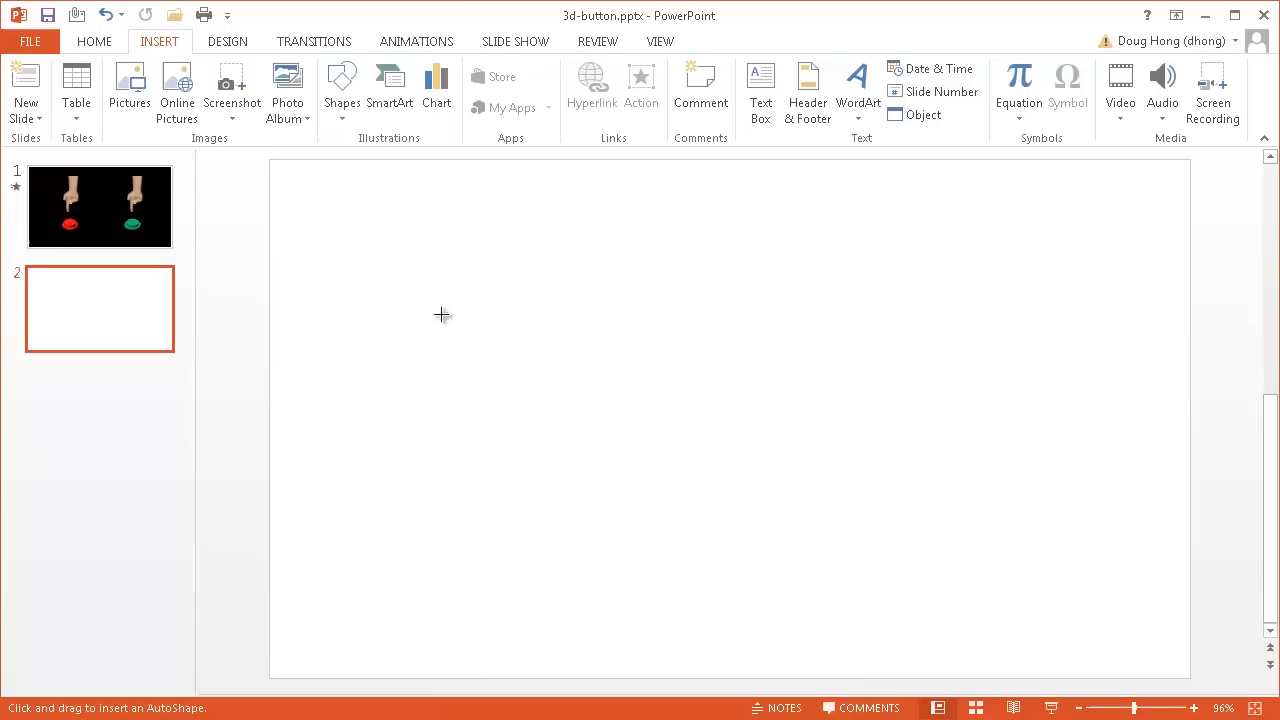 3d-button.pptx - PowerPoint
?
FILE HOME INSERT DESIGN TRANSITIONS ANIMATIONS SLIDE SHOW REVIEW VIEW Doug Hong (dhong)
New Slide Table Pictures Online Pictures Screenshot Photo Album Shapes SmartArt Chart Store My Apps Hyperlink Action Comment Text Box Header & Footer WordArt Date & Time Slide Number Object Equation Symbol Video Audio Screen Recording
Slides Tables Images Illustrations Apps Links Comments Text Symbols Media
1
2
Click and drag to insert an AutoShape. NOTES COMMENTS 96%